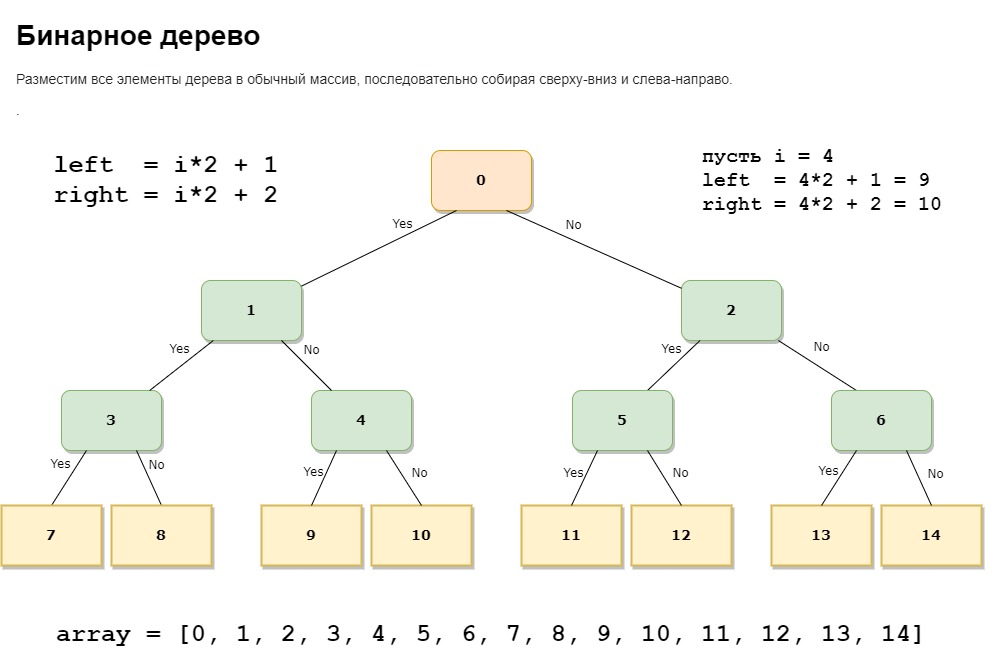 Бинарное дерево
Разместим все элементы дерева в обычный массив, последовательно собирая сверху-вниз и слева-направо.
.
left  = i*2 + 1
right = i*2 + 2
пусть i = 4
left  = 4*2 + 1 = 9
right = 4*2 + 2 = 10
0
Yes No
1 2
Yes No Yes No
3 4 5 6
Yes No Yes No Yes No Yes No
7 8 9 10 11 12 13 14
array = [0, 1, 2, 3, 4, 5, 6, 7, 8, 9, 10, 11, 12, 13, 14]